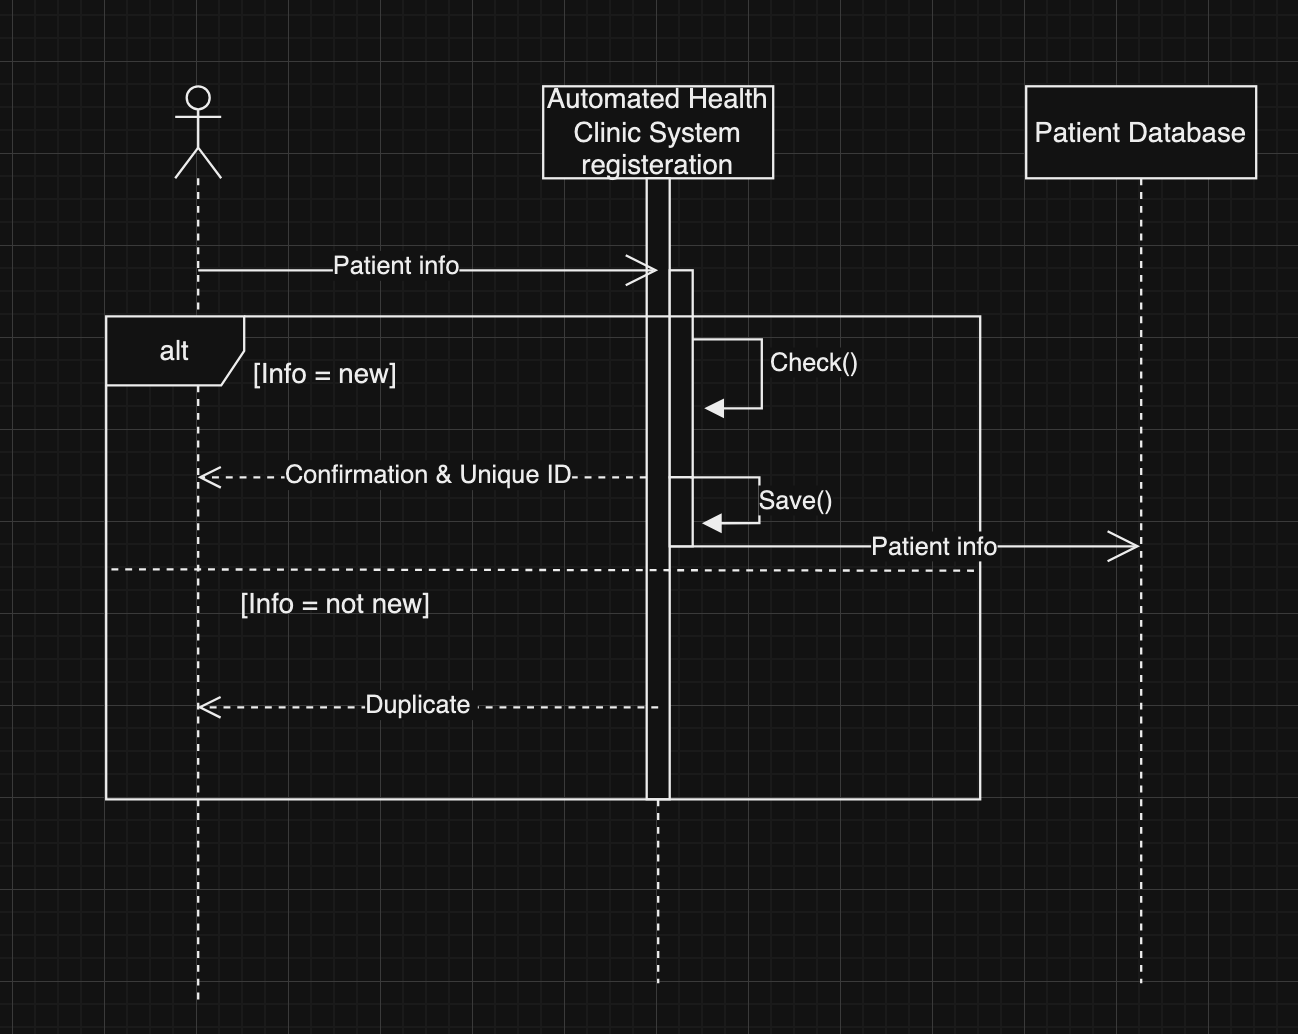 Automated Health
Clinic System
registeration
Patient Database
Patient info
alt
[Info = new]
Check()
Confirmation & Unique ID
Save()
Patient info
[Info = not new]
Duplicate